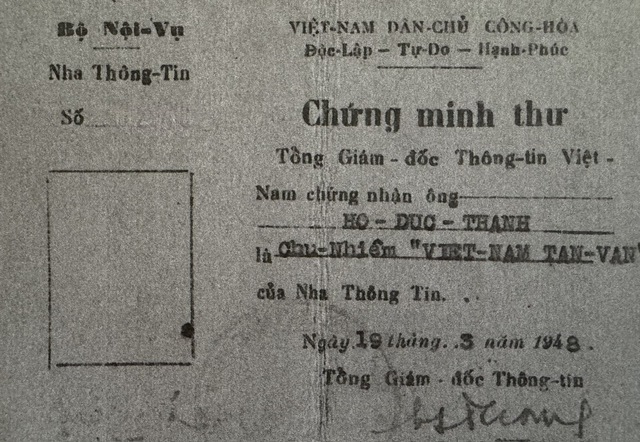 Bộ Nội-Vụ
Nha Thông-Tin
Số
VIỆT-NAM DÂN-CHỦ CỘNG-HÒA
Độc-Lập - Tự-Do - Hạnh-Phúc
Chứng minh thư
Tổng Giám - đốc Thông-tin Việt -
Nam chứng nhận ông
HO - DUC - THANH
là Chu-Nhiêm "VIET-NAM TAN-VAN"
của Nha Thông Tin. .
Ngày 19 tháng .3 năm 1948.
Tổng Giám - đốc Thông-tin